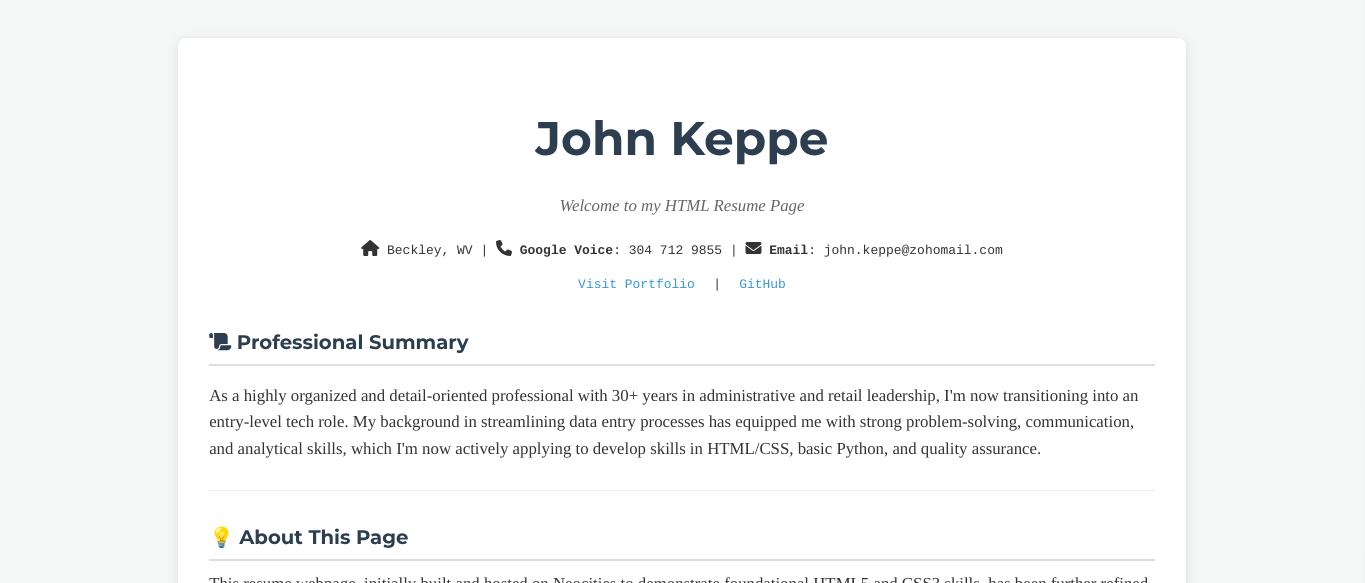 John Keppe
Welcome to my HTML Resume Page
Beckley, WV | Google Voice: 304 712 9855 | Email: john.keppe@zohomail.com
Visit Portfolio | GitHub
Professional Summary
As a highly organized and detail-oriented professional with 30+ years in administrative and retail leadership, I'm now transitioning into an
entry-level tech role. My background in streamlining data entry processes has equipped me with strong problem-solving, communication,
and analytical skills, which I'm now actively applying to develop skills in HTML/CSS, basic Python, and quality assurance.
About This Page
This resume webpage, initially built and hosted on Neocities to demonstrate foundational HTML5 and CSS3 skills, has been further refined